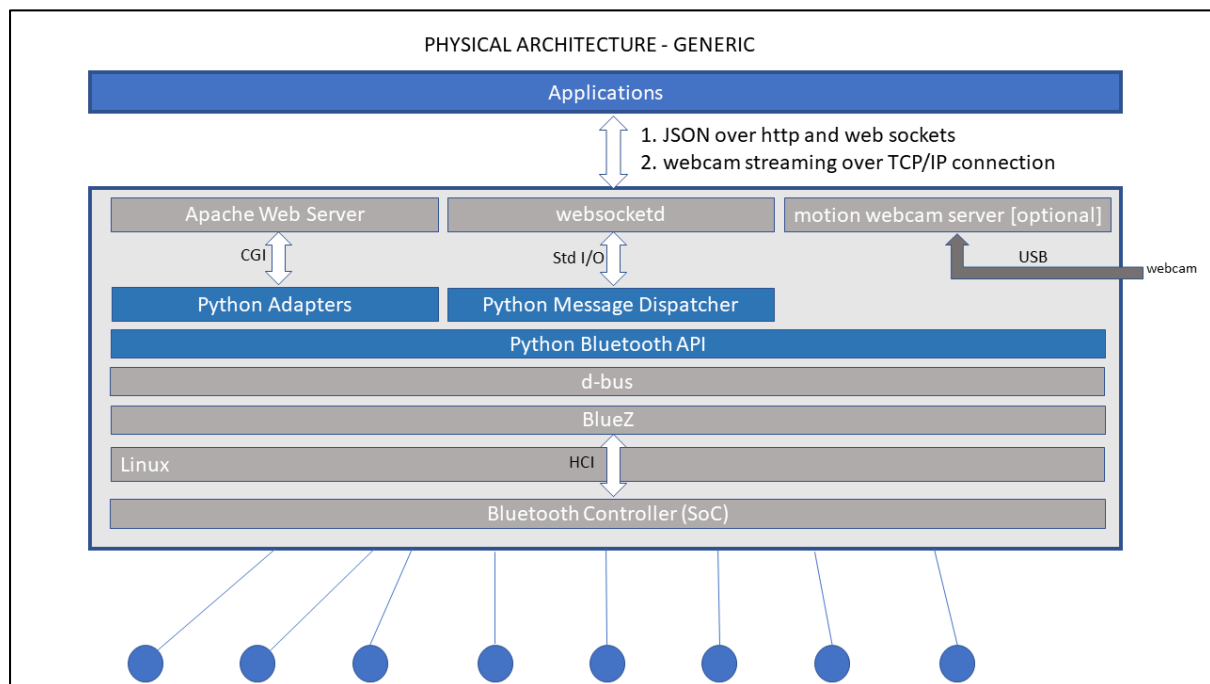 PHYSICAL ARCHITECTURE - GENERIC
Applications
1. JSON over http and web sockets
2. webcam streaming over TCP/IP connection
Apache Web Server
websocketd
motion webcam server [optional]
CGI
Std I/O
USB
webcam
Python Adapters
Python Message Dispatcher
Python Bluetooth API
d-bus
BlueZ
Linux
HCI
Bluetooth Controller (SoC)